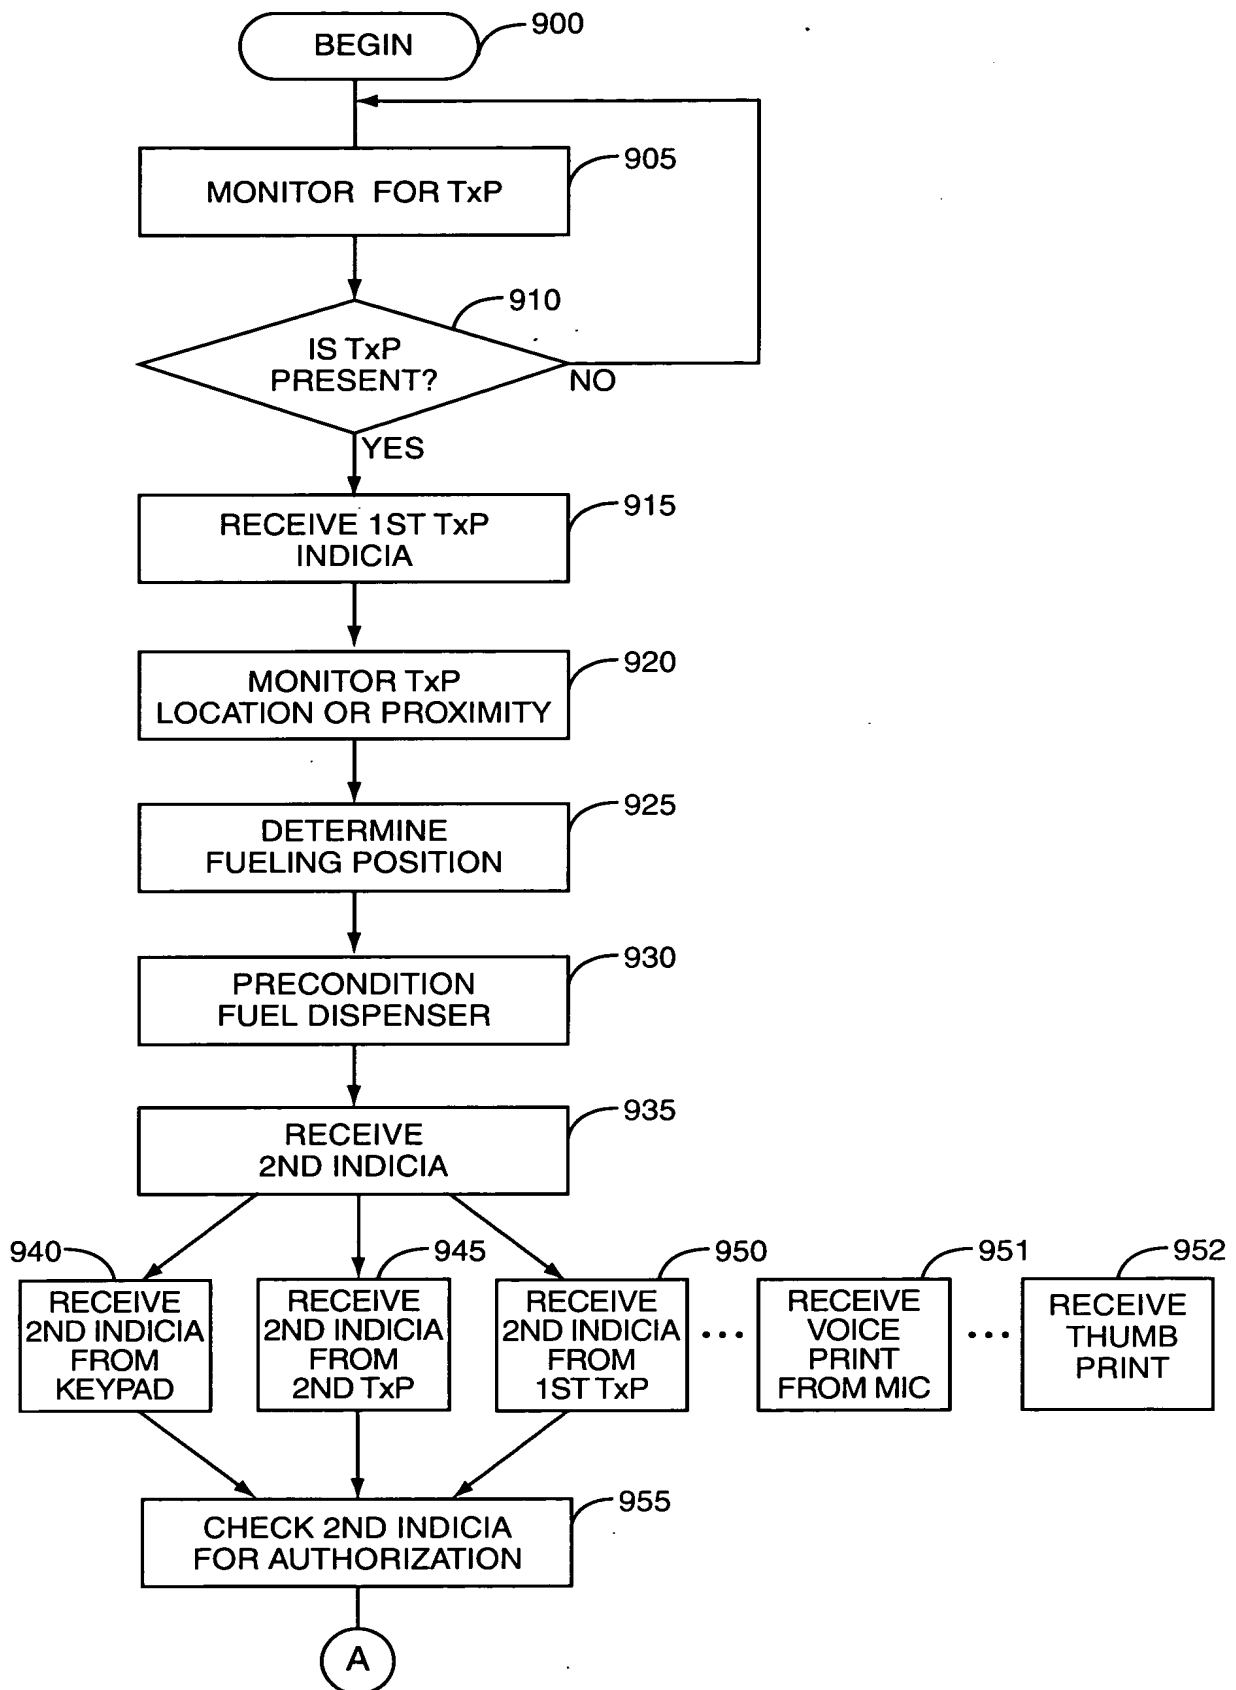 BEGIN
900
MONITOR FOR TxP
905
910
IS TxP
PRESENT?
NO
YES
915
RECEIVE 1ST TxP
INDICIA
920
MONITOR TxP
LOCATION OR PROXIMITY
925
DETERMINE
FUELING POSITION
930
PRECONDITION
FUEL DISPENSER
935
RECEIVE
2ND INDICIA
940
RECEIVE
2ND INDICIA
FROM
KEYPAD
945
RECEIVE
2ND INDICIA
FROM
2ND TxP
950
RECEIVE
2ND INDICIA
FROM
1ST TxP
...
951
RECEIVE
VOICE
PRINT
FROM MIC
...
952
RECEIVE
THUMB
PRINT
955
CHECK 2ND INDICIA
FOR AUTHORIZATION
A